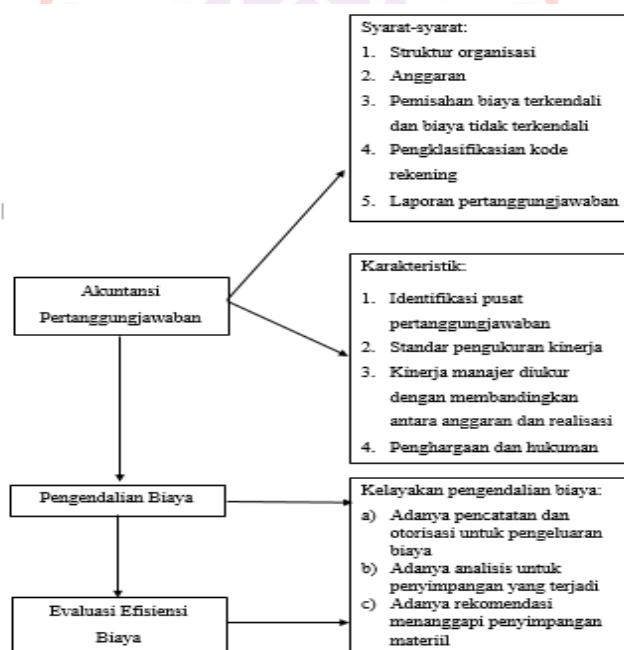 Syarat-syarat:
1. Struktur organisasi
2. Anggaran
3. Pemisahan biaya terkendali
dan biaya tidak terkendali
4. Pengklasifikasian kode
rekening
5. Laporan pertanggungjawaban
Akuntansi
Pertanggungjawaban
Karakteristik:
1. Identifikasi pusat
pertanggungjawaban
2. Standar pengukuran kinerja
3. Kinerja manajer diukur
dengan membandingkan
antara anggaran dan realisasi
4. Penghargaan dan hukuman
Pengendalian Biaya
Kelayakan pengendalian biaya:
a) Adanya pencatatan dan
otorisasi untuk pengeluaran
biaya
b) Adanya analisis untuk
penyimpangan yang terjadi
c) Adanya rekomendasi
menanggapi penyimpangan
materiil
Evaluasi Efisiensi
Biaya